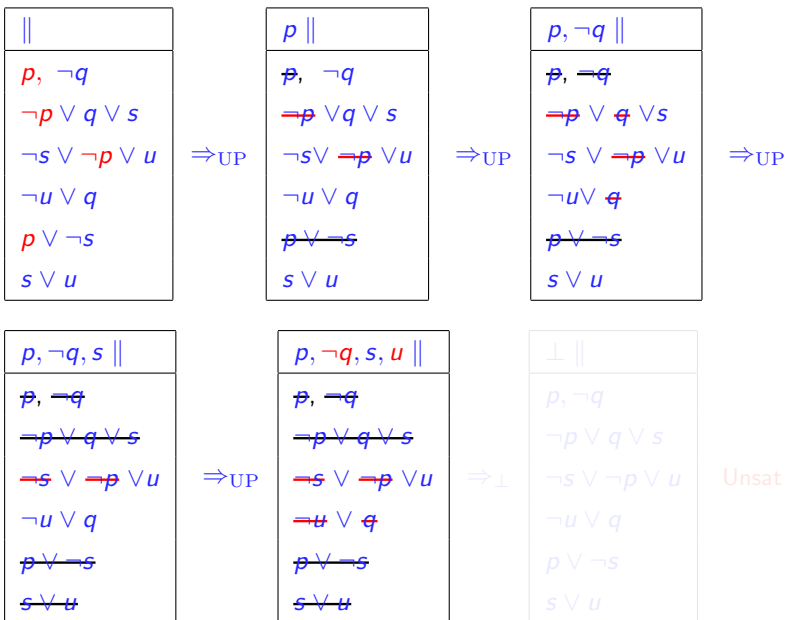 ∥
p, ¬q
¬p ∨ q ∨ s
¬s ∨ ¬p ∨ u
¬u ∨ q
p ∨ ¬s
s ∨ u
⇒UP
p ∥
p, ¬q
¬p ∨ q ∨ s
¬s ∨ ¬p ∨ u
¬u ∨ q
p ∨ ¬s
s ∨ u
⇒UP
p, ¬q ∥
p, ¬q
¬p ∨ q ∨ s
¬s ∨ ¬p ∨ u
¬u ∨ q
p ∨ ¬s
s ∨ u
⇒UP
p, ¬q, s ∥
p, ¬q
¬p ∨ q ∨ s
¬s ∨ ¬p ∨ u
¬u ∨ q
p ∨ ¬s
s ∨ u
⇒UP
p, ¬q, s, u ∥
p, ¬q
¬p ∨ q ∨ s
¬s ∨ ¬p ∨ u
¬u ∨ q
p ∨ ¬s
s ∨ u
⇒⊥
⊥ ∥
p, ¬q
¬p ∨ q ∨ s
¬s ∨ ¬p ∨ u
¬u ∨ q
p ∨ ¬s
s ∨ u
Unsat